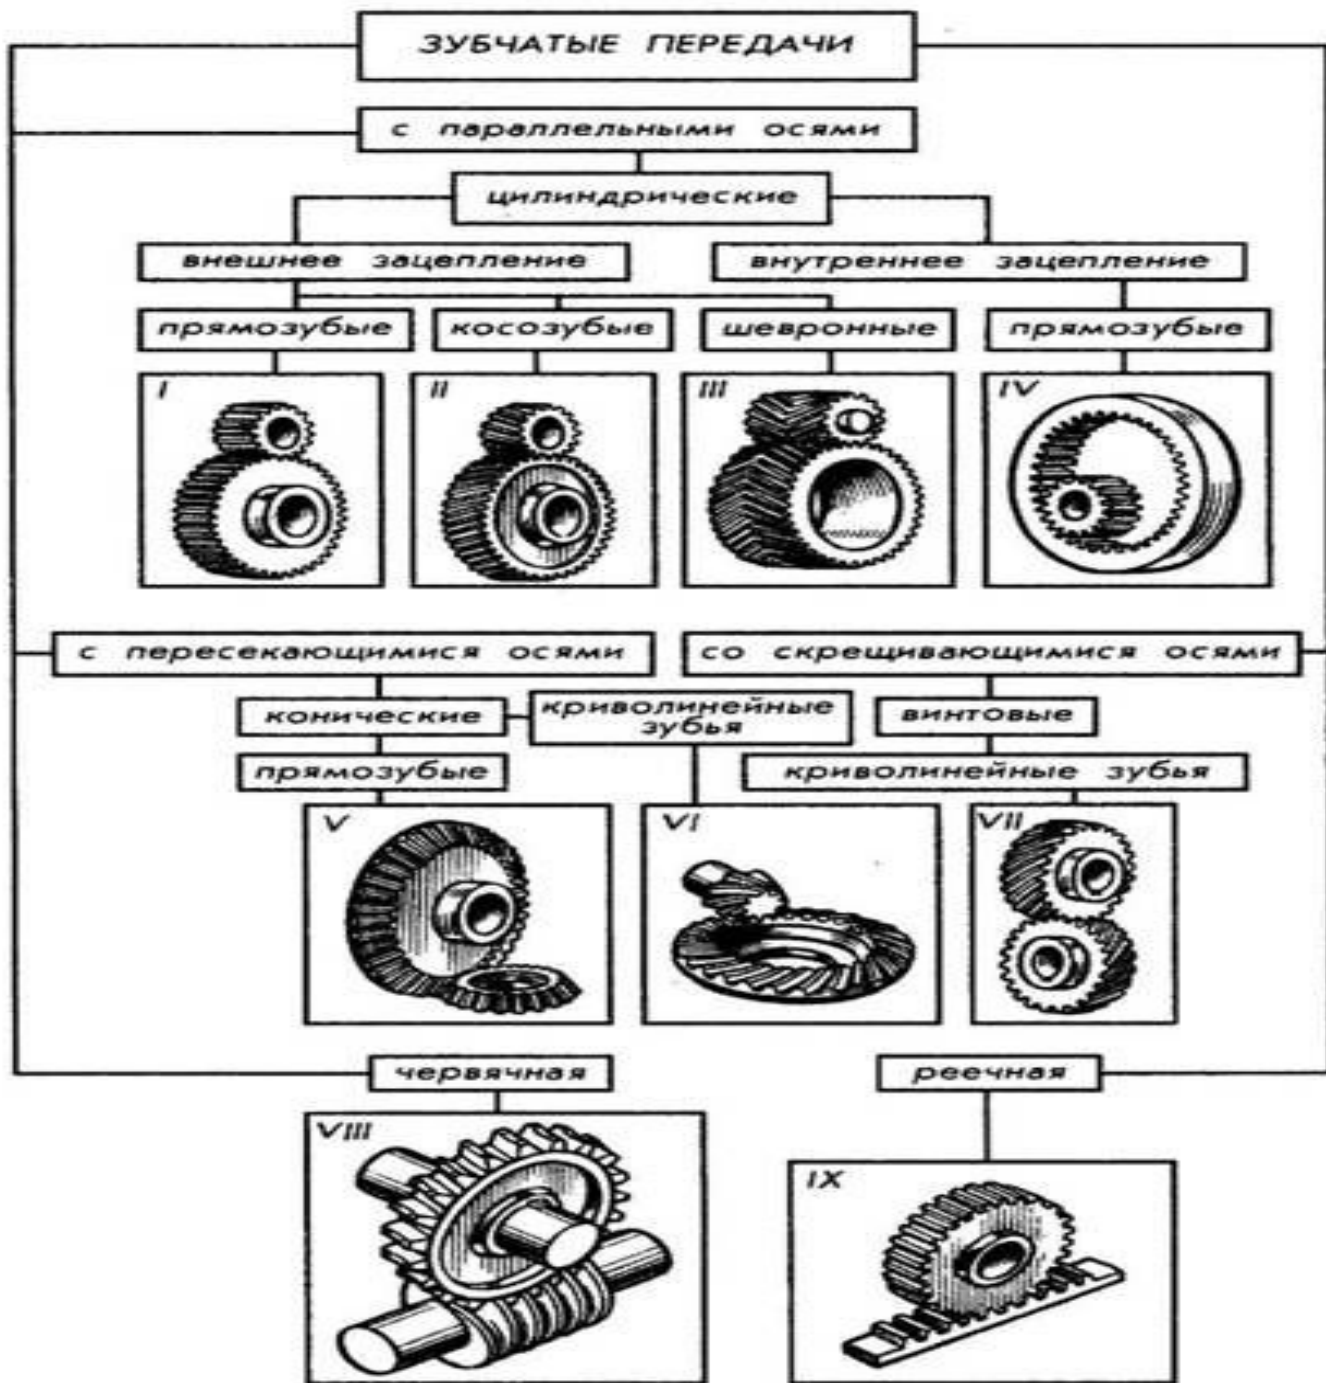 ЗУБЧАТЫЕ ПЕРЕДАЧИ
с параллельными осями
цилиндрические
внешнее зацепление
внутреннее зацепление
прямозубые
косозубые
шевронные
прямозубые
I
II
III
IV
с пересекающимися осями
со скрещивающимися осями
конические
криволинейные
зубья
винтовые
прямозубые
криволинейные зубья
V
VI
VII
червячная
реечная
VIII
IX